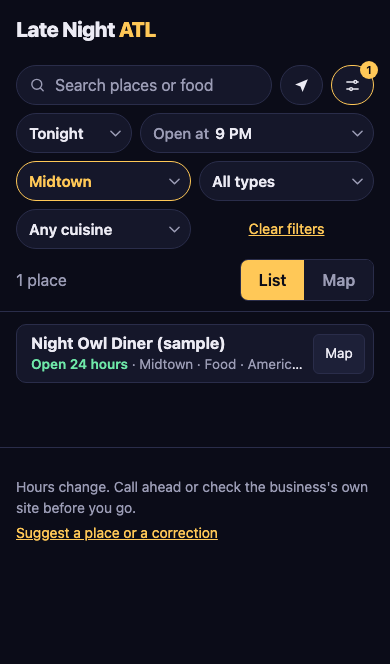 Late Night ATL
Search places or food
1
Tonight
Open at 9 PM
Midtown
All types
Any cuisine
Clear filters
1 place
List
Map
Night Owl Diner (sample)
Open 24 hours · Midtown · Food · Americ...
Map
Hours change. Call ahead or check the business's own
site before you go.
Suggest a place or a correction